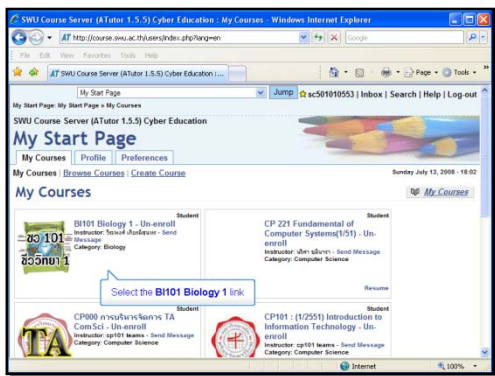 SWU Course Server (ATutor 1.5.5) Cyber Education : My Courses - Windows Internet Explorer
AT http://course.swu.ac.th/users/index.php?lang=en
Google
File Edit View Favorites Tools Help
AT SWU Course Server (ATutor 1.5.5) Cyber Education :...
Page Tools
My Start Page Jump sc501010553 | Inbox | Search | Help | Log-out
My Start Page: My Start Page » My Courses
SWU Course Server (ATutor 1.5.5) Cyber Education
My Start Page
My Courses Profile Preferences
My Courses | Browse Courses | Create Course
Sunday July 13, 2008 - 18:02
My Courses
My Courses
Student
BI101 Biology 1 - Un-enroll
Instructor: - Send
Message
Category: Biology
ชว 101
ชีววิทยา 1
Student
CP 221 Fundamental of
Computer Systems(1/51) - Un-
enroll
Instructor: - Send Message
Category: Computer Science
Resume
Select the BI101 Biology 1 link
Student
CP000 การบริหารจัดการ TA
ComSci - Un-enroll
Instructor: cp101 teams - Send Message
Category: Computer Science
TA
Student
CP101 : (1/2551) Introduction to
Information Technology - Un-
enroll
Instructor: cp101 teams - Send Message
Category: Computer Science
Internet
100%